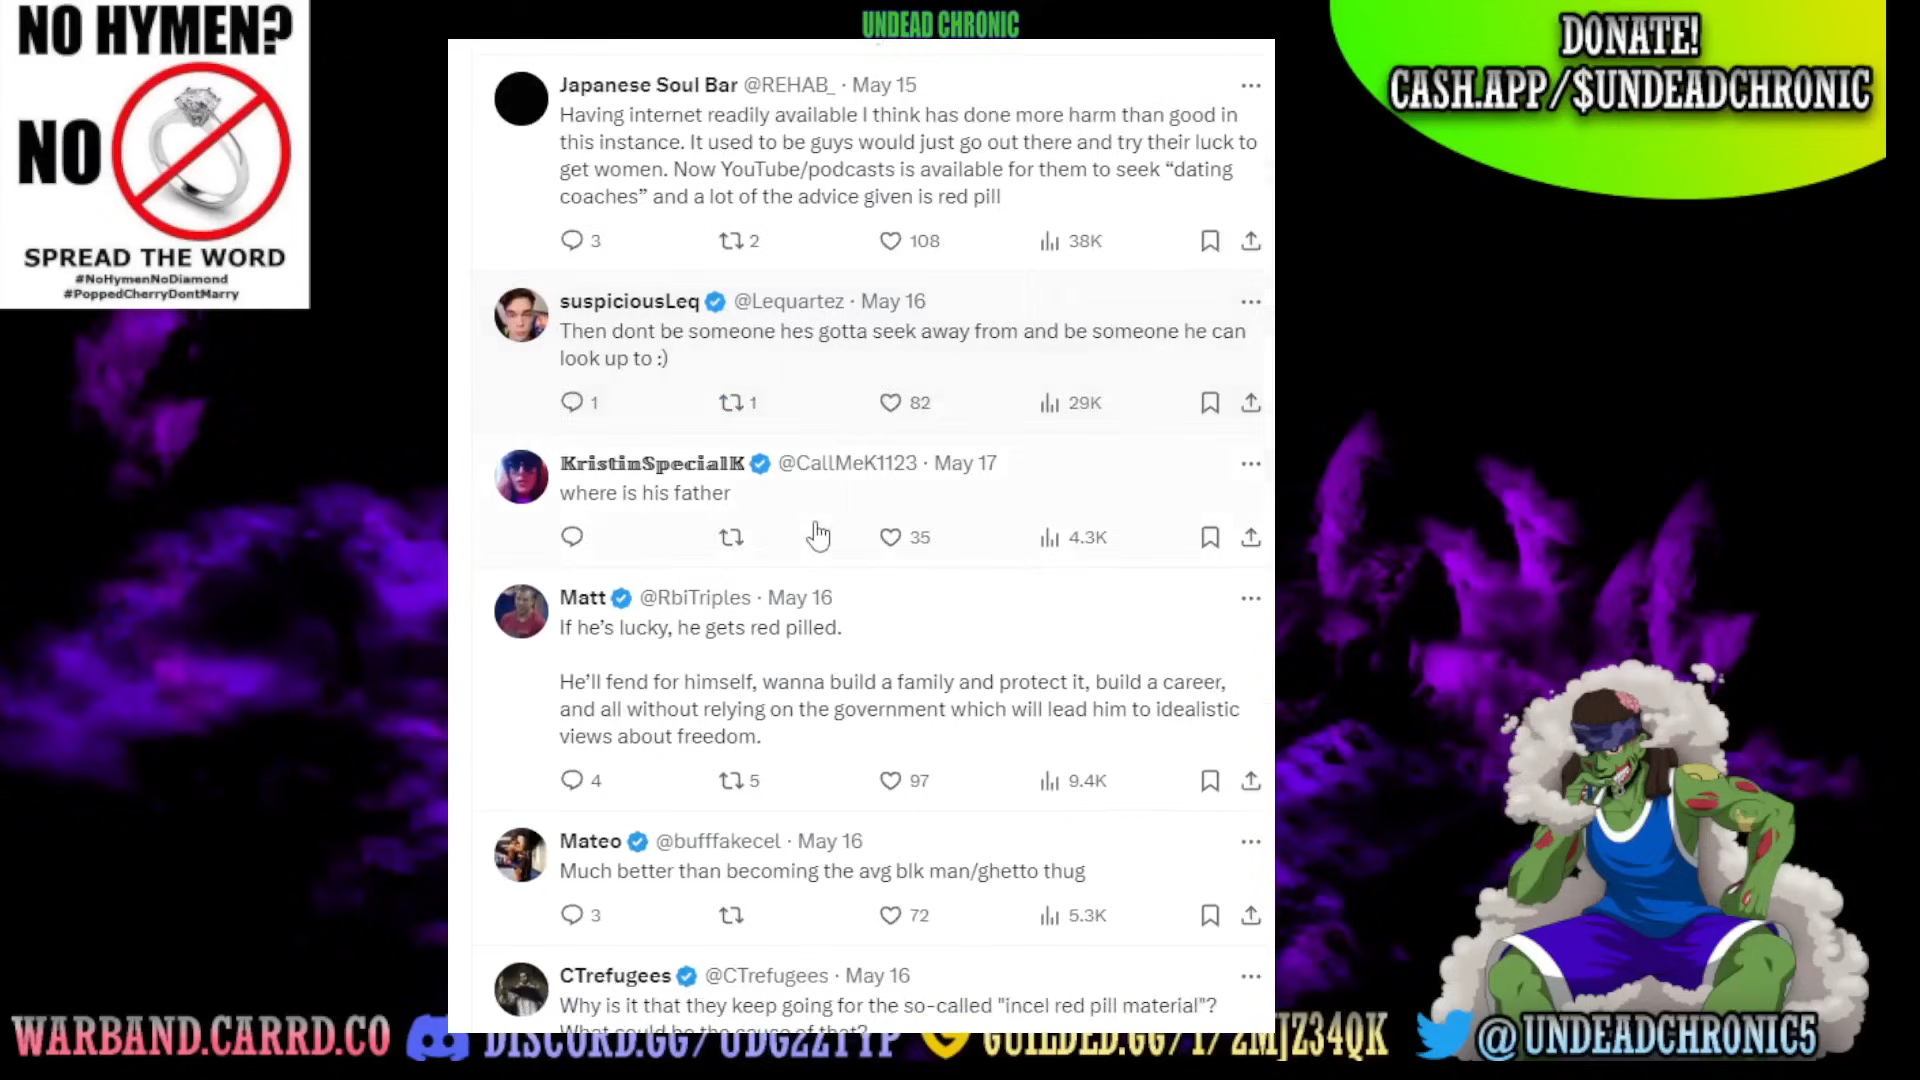 NO HYMEN?
NO
SPREAD THE WORD
#NoHymenNoDiamond
#PoppedCherryDontMarry
UNDEAD CHRONIC
DONATE!
CASH.APP/$UNDEADCHRONIC
Japanese Soul Bar @REHAB_ · May 15
Having internet readily available I think has done more harm than good in
this instance. It used to be guys would just go out there and try their luck to
get women. Now YouTube/podcasts is available for them to seek “dating
coaches” and a lot of the advice given is red pill
3 2 108 38K
suspiciousLeq @Lequartez · May 16
Then dont be someone hes gotta seek away from and be someone he can
look up to :)
1 1 82 29K
𝕂𝕣𝕚𝕤𝕥𝕚𝕟𝕊𝕡𝕖𝕔𝕚𝕒𝕝𝕂 @CallMeK1123 · May 17
where is his father
35 4.3K
Matt @RbiTriples · May 16
If he’s lucky, he gets red pilled.
He’ll fend for himself, wanna build a family and protect it, build a career,
and all without relying on the government which will lead him to idealistic
views about freedom.
4 5 97 9.4K
Mateo @bufffakecel · May 16
Much better than becoming the avg blk man/ghetto thug
3 72 5.3K
CTrefugees @CTrefugees · May 16
Why is it that they keep going for the so-called "incel red pill material"?
What could be the cause of that?
WARBAND.CARRD.CO
@UNDEADCHRONIC5